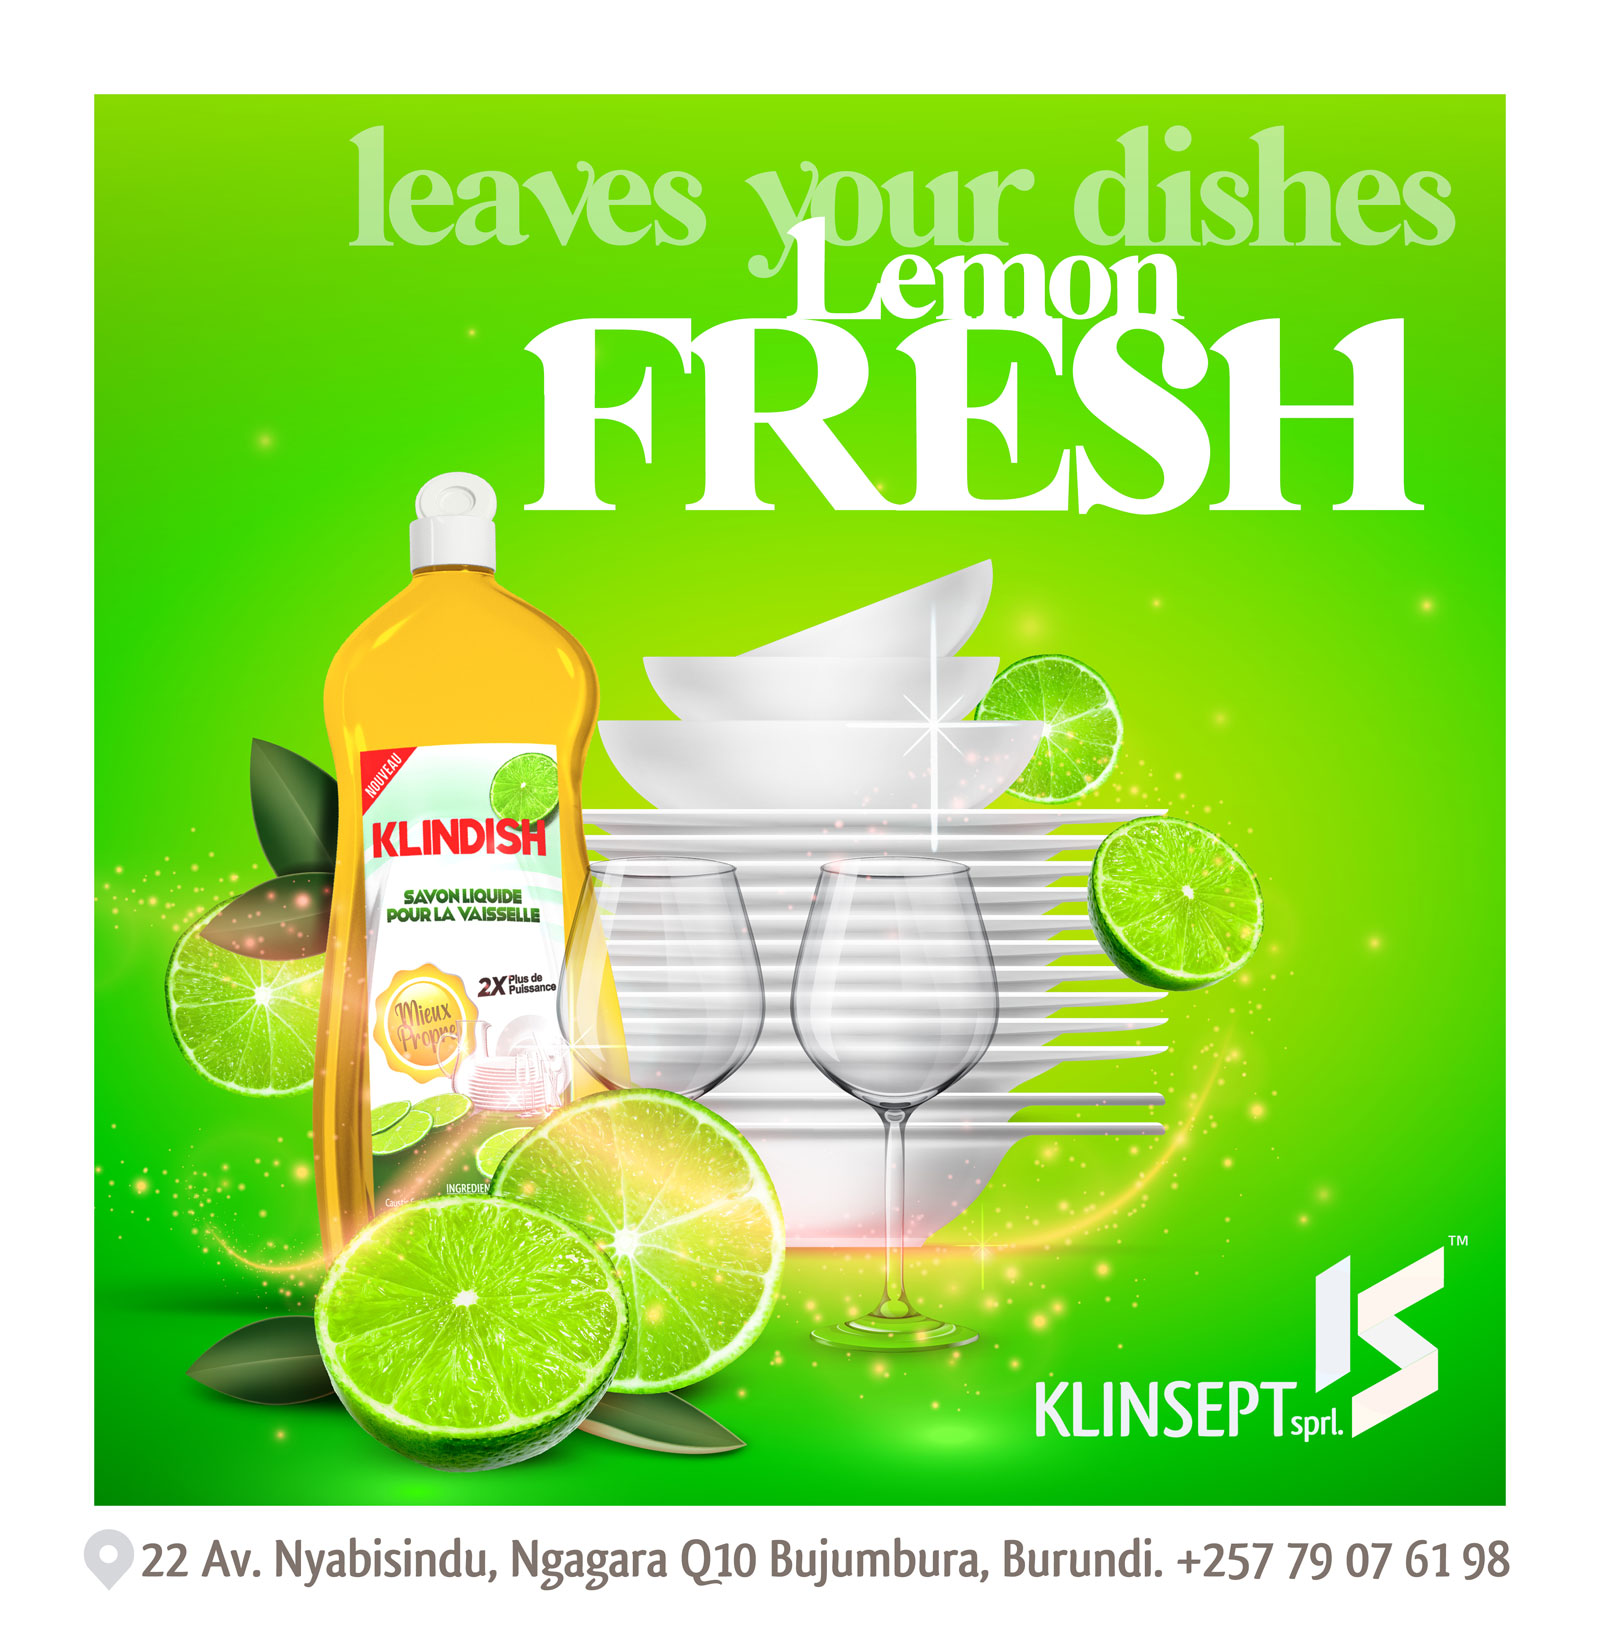 leaves your dishes
Lemon
FRESH
NOUVEAU
KLINDISH
SAVON LIQUIDE
POUR LA VAISSELLE
2X Plus de
Puissance
Mieux
Propre
KLINSEPT sprl.
TM
22 Av. Nyabisindu, Ngagara Q10 Bujumbura, Burundi. +257 79 07 61 98